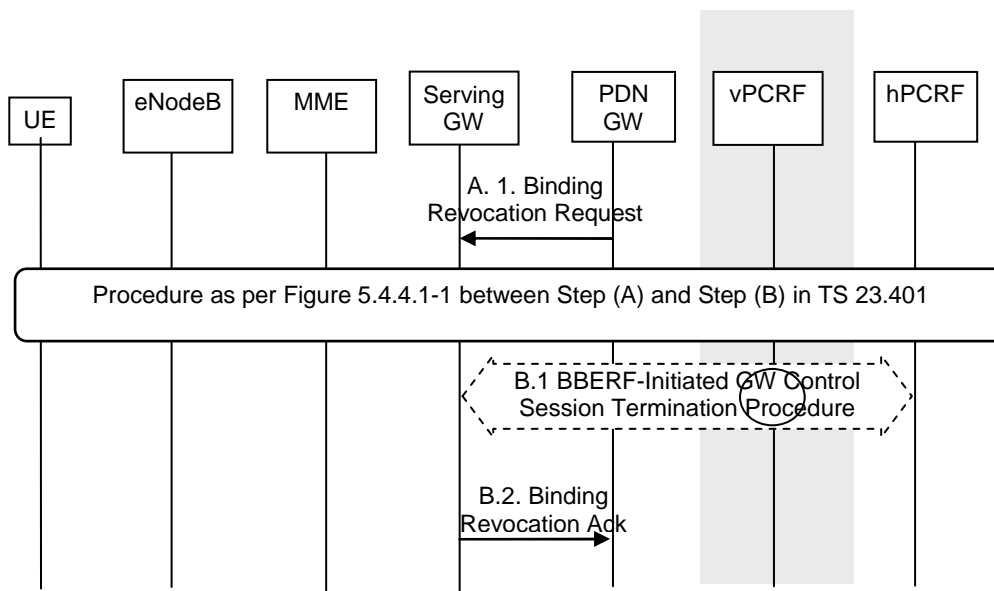 UE
eNodeB
MME
Serving
GW
PDN
GW
vPCRF
hPCRF
A. 1. Binding
Revocation Request
Procedure as per Figure 5.4.4.1-1 between Step (A) and Step (B) in TS 23.401
B.1 BBERF-Initiated GW Control
Session Termination Procedure
B.2. Binding
Revocation Ack